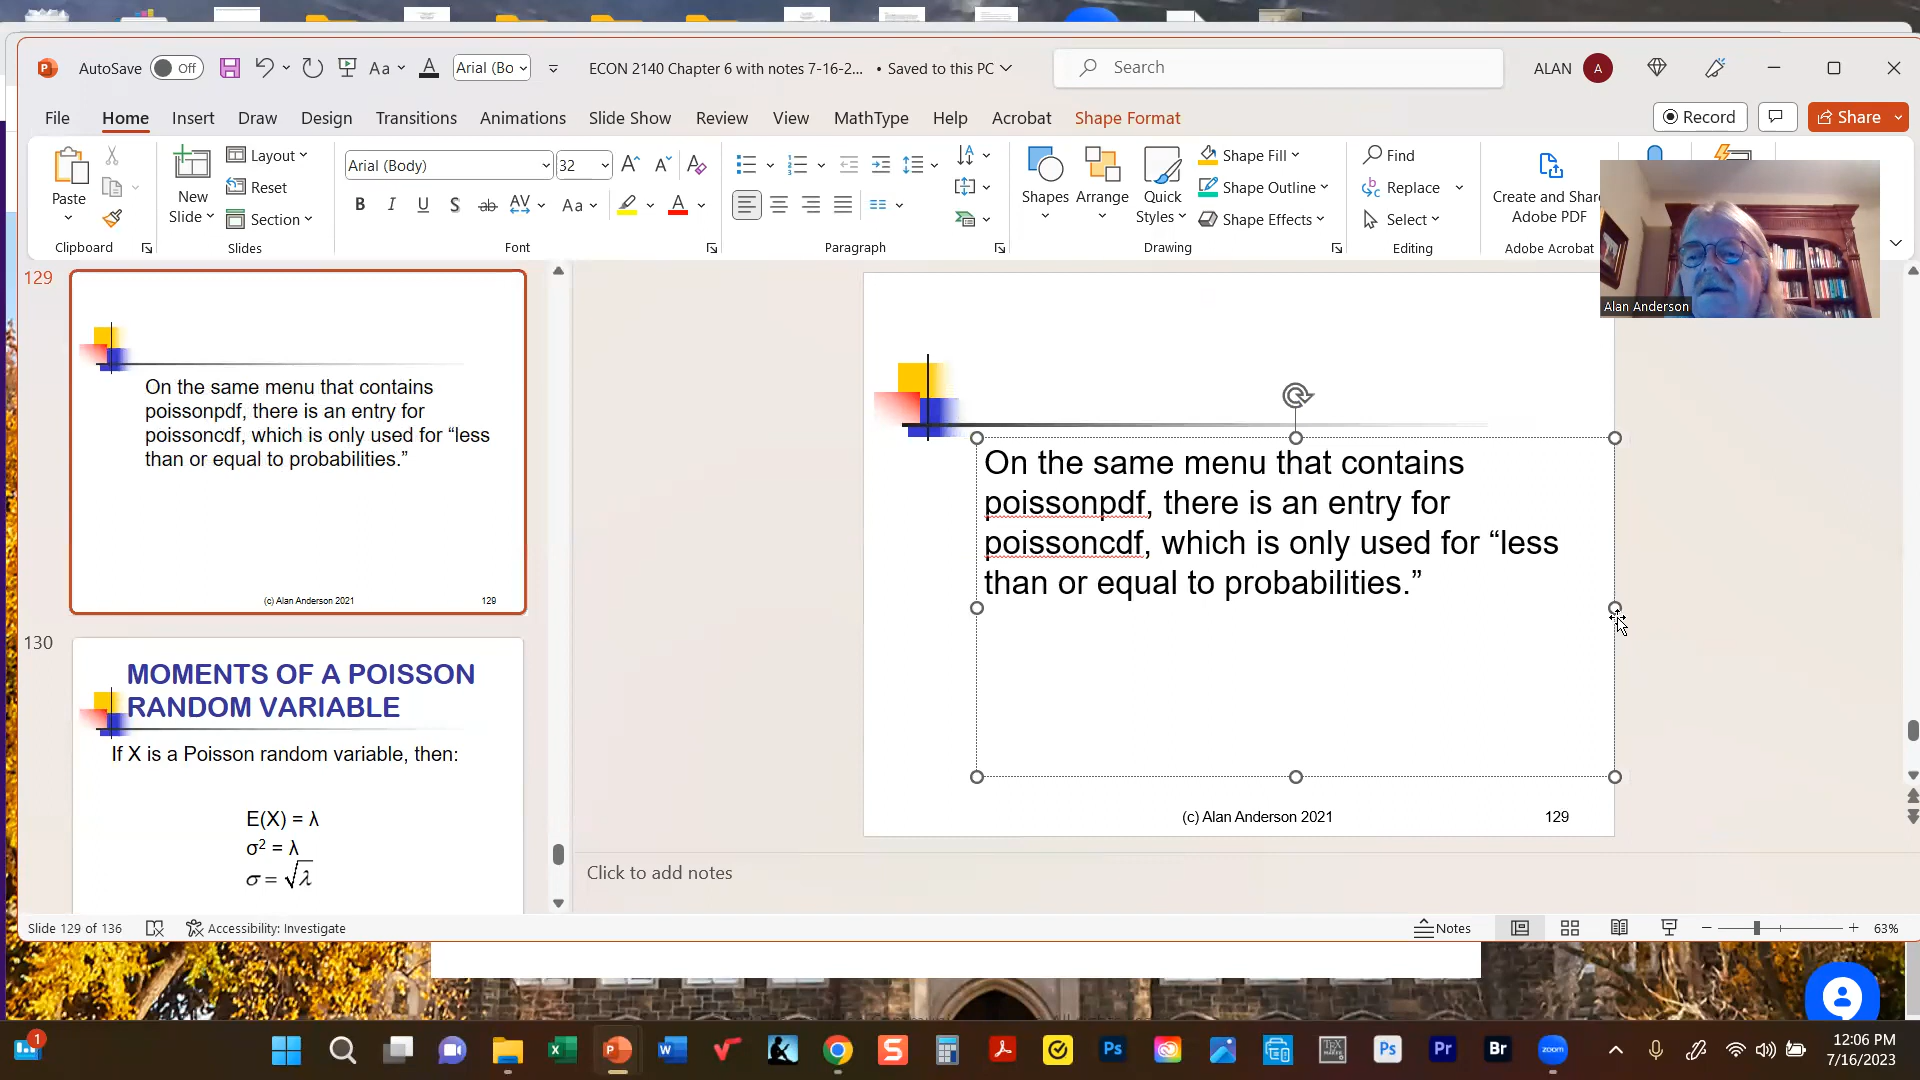 AutoSave Off Aa A Arial (Bo ECON 2140 Chapter 6 with notes 7-16-2... • Saved to this PC Search ALAN A
File Home Insert Draw Design Transitions Animations Slide Show Review View MathType Help Acrobat Shape Format Record Share
Paste
Clipboard
New
Slide
Layout
Reset
Section
Slides
Arial (Body) 32
B I U S ab AV Aa A
Font
Paragraph
Shapes
Arrange
Quick
Styles
Shape Fill
Shape Outline
Shape Effects
Drawing
Find
Replace
Select
Editing
Create and Share
Adobe PDF
Adobe Acrobat
Alan Anderson
129
On the same menu that contains
poissonpdf, there is an entry for
poissoncdf, which is only used for “less
than or equal to probabilities.”
(c) Alan Anderson 2021 129
130
MOMENTS OF A POISSON
RANDOM VARIABLE
If X is a Poisson random variable, then:
E(X) = λ
σ² = λ
σ = √λ
On the same menu that contains
poissonpdf, there is an entry for
poissoncdf, which is only used for “less
than or equal to probabilities.”
(c) Alan Anderson 2021 129
Click to add notes
Slide 129 of 136 Accessibility: Investigate Notes 63%
1
zoom
12:06 PM
7/16/2023